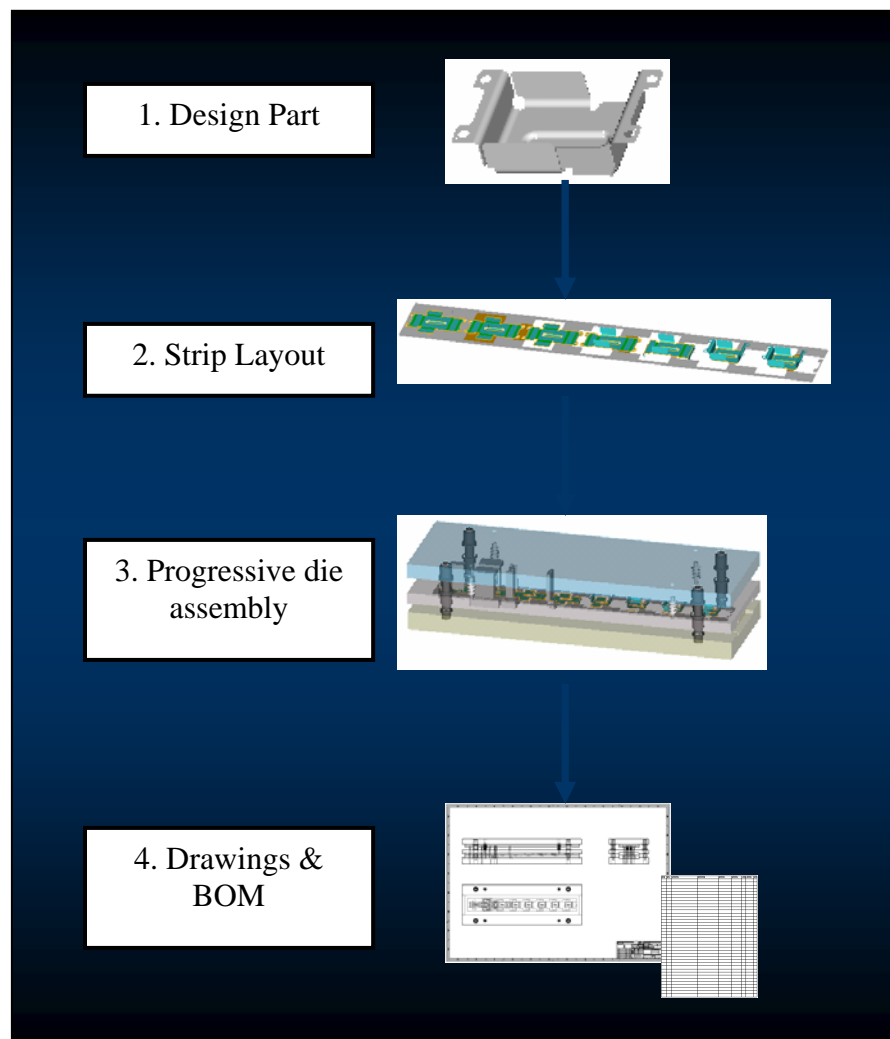 1. Design Part
2. Strip Layout
3. Progressive die
assembly
4. Drawings &
BOM